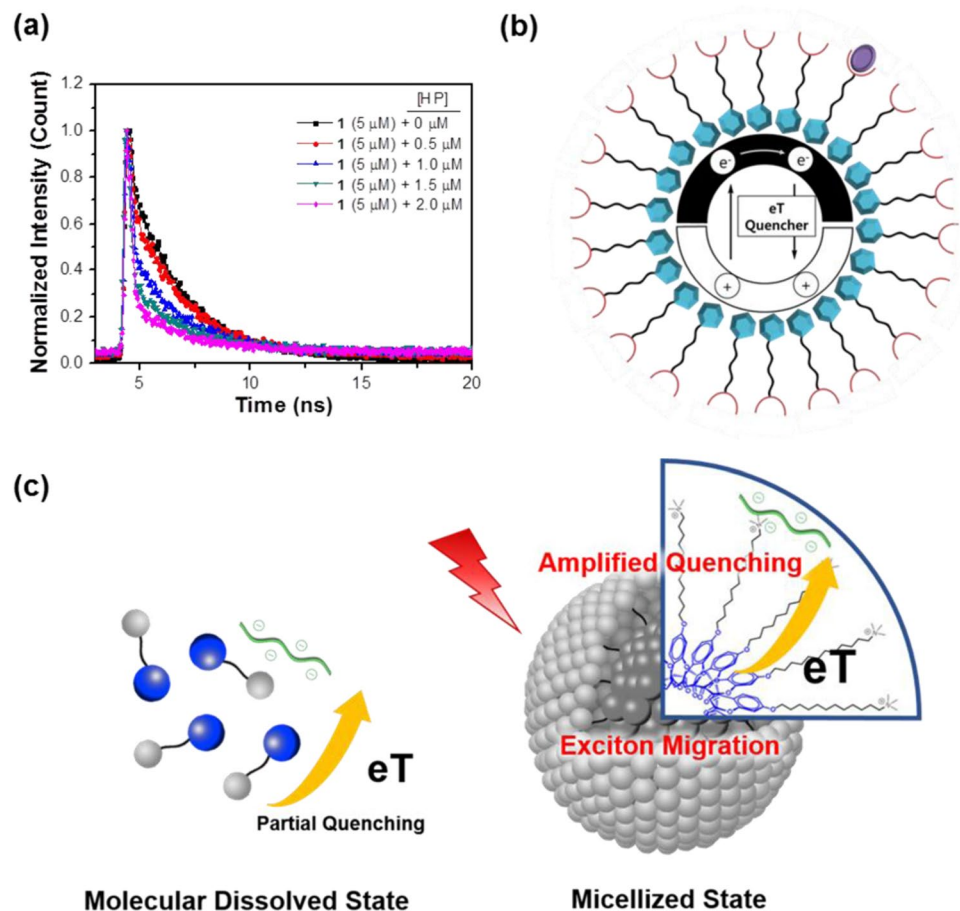 (a)
Normalized Intensity (Count)
1.2
1.0
0.8
0.6
0.4
0.2
0.0
5
10
15
20
Time (ns)
[HP]
1 (5 μM) + 0 μM
1 (5 μM) + 0.5 μM
1 (5 μM) + 1.0 μM
1 (5 μM) + 1.5 μM
1 (5 μM) + 2.0 μM
(b)
e- e-
eT
Quencher
+ +
(c)
eT
Partial Quenching
Molecular Dissolved State
Amplified Quenching
eT
Exciton Migration
Micellized State